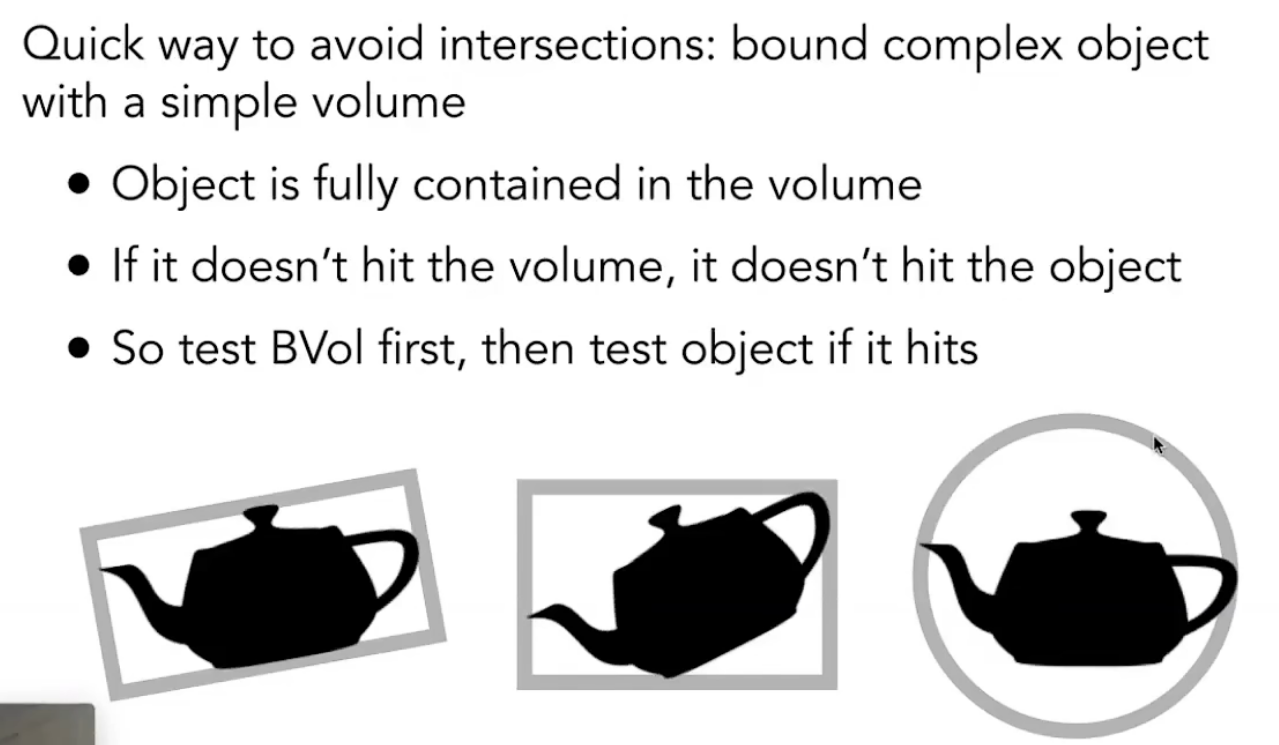 Quick way to avoid intersections: bound complex object
with a simple volume
• Object is fully contained in the volume
• If it doesn’t hit the volume, it doesn’t hit the object
• So test BVol first, then test object if it hits